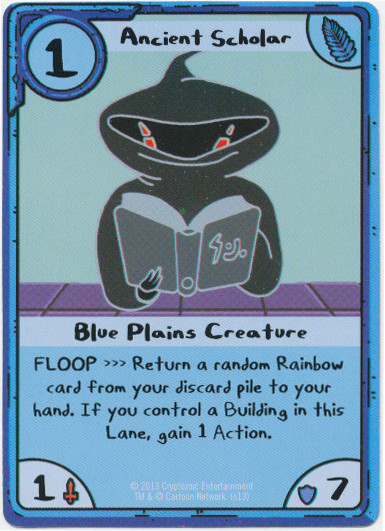 1
Ancient Scholar
Blue Plains Creature
FLOOP >>> Return a random Rainbow
card from your discard pile to your
hand. If you control a Building in this
Lane, gain 1 Action.
1
© 2013 Cryptozoic Entertainment
TM & © Cartoon Network. (s13)
7